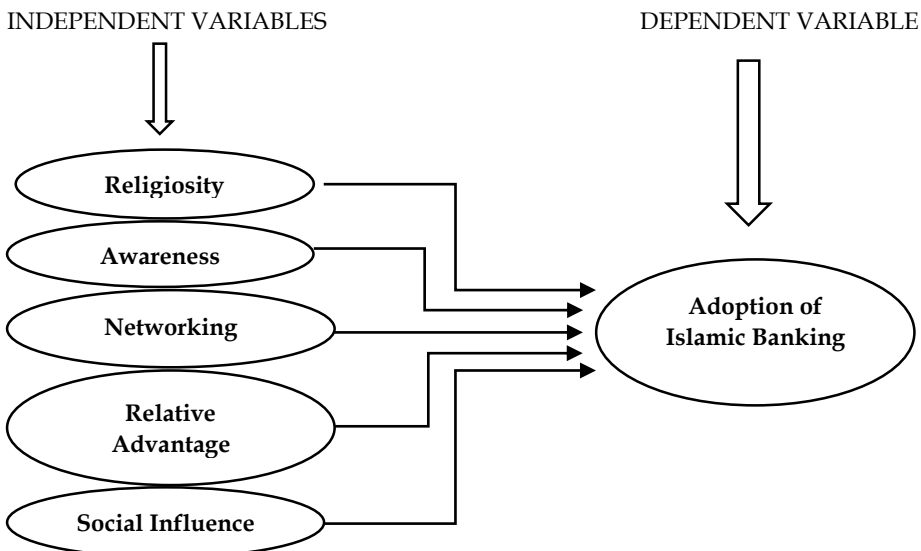 INDEPENDENT VARIABLES
DEPENDENT VARIABLE
Religiosity
Awareness
Networking
Relative
Advantage
Social Influence
Adoption of
Islamic Banking